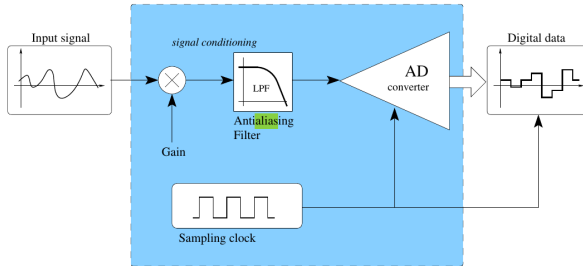 Input signal
signal conditioning
Digital data
LPF
AD
converter
Antialiasing
Filter
Gain
Sampling clock